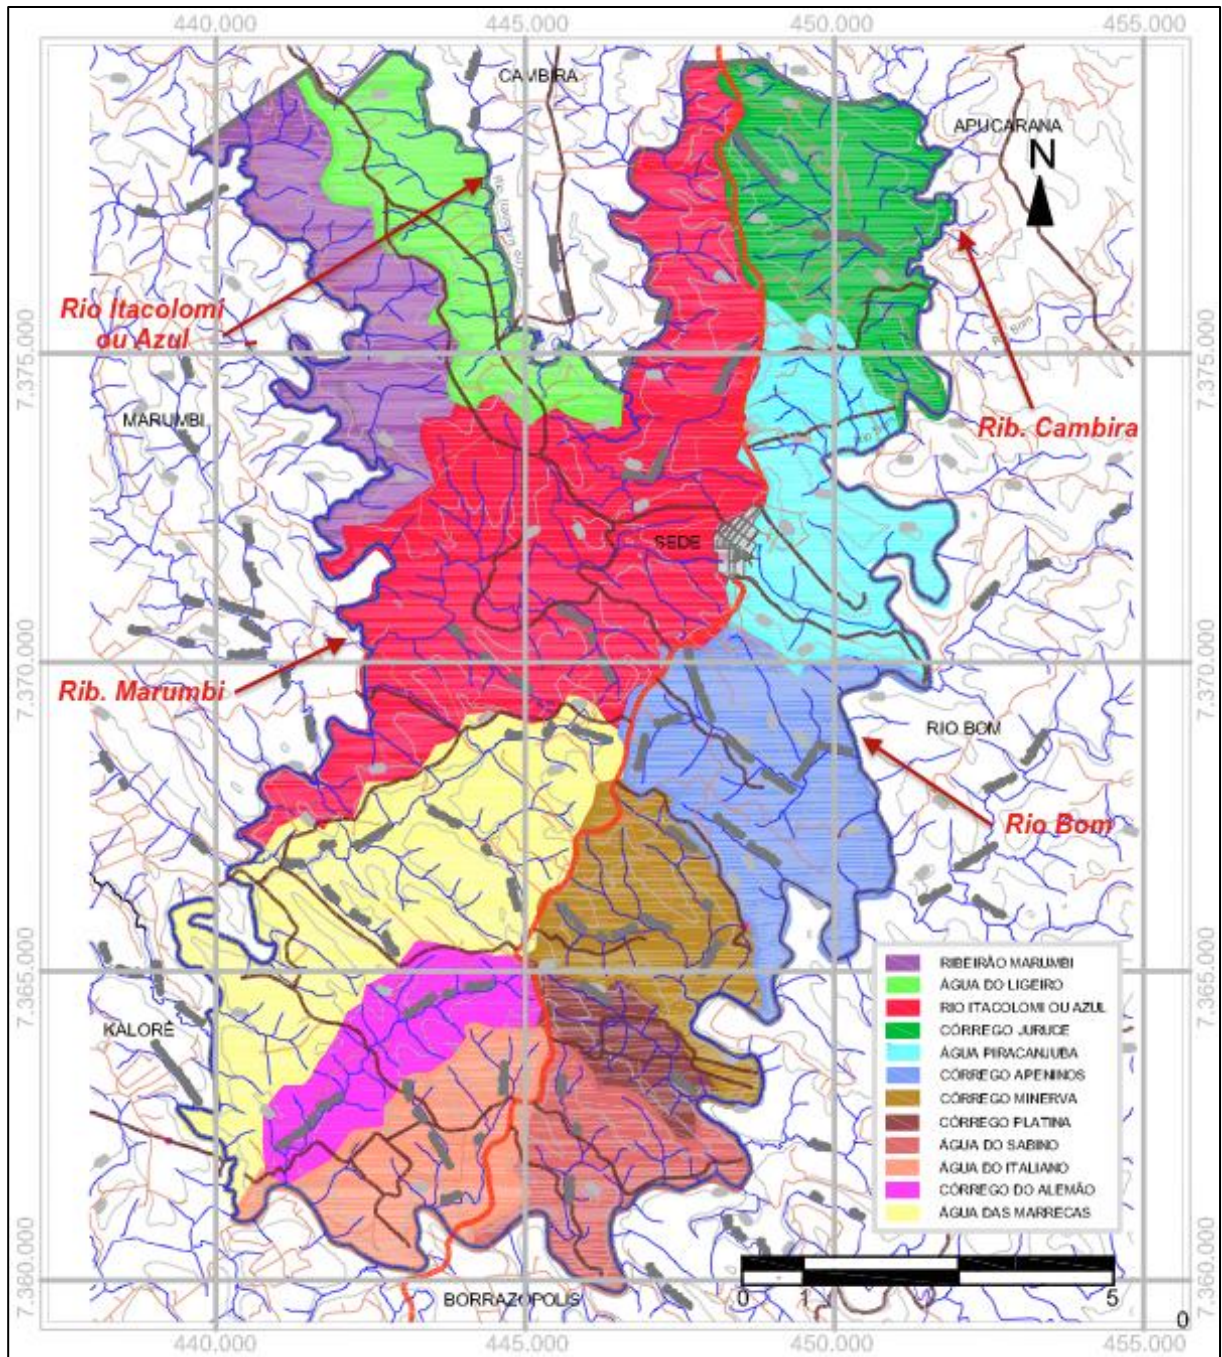 440.000
445.000
450.000
455.000
CAMBIRA
APUCARANA
N
Rio Itacolomi
ou Azul
7.375.000
7.375.000
MARUMBI
Rib. Cambira
SEDE
7.370.000
7.370.000
Rib. Marumbi
RIO BOM
Rio Bom
7.365.000
7.365.000
RIBEIRÃO MARUMBI
ÁGUA DO LIGEIRO
RIO ITACOLOMI OU AZUL
CÓRREGO JURUCE
ÁGUA PIRACANJUBA
CÓRREGO APENINOS
CÓRREGO MINERVA
CÓRREGO PLATINA
ÁGUA DO SABINO
ÁGUA DO ITALIANO
CÓRREGO DO ALEMÃO
ÁGUA DAS MARRECAS
KALORÉ
7.360.000
BORRAZÓPOLIS
0
1
5
0
440.000
445.000
450.000
455.000